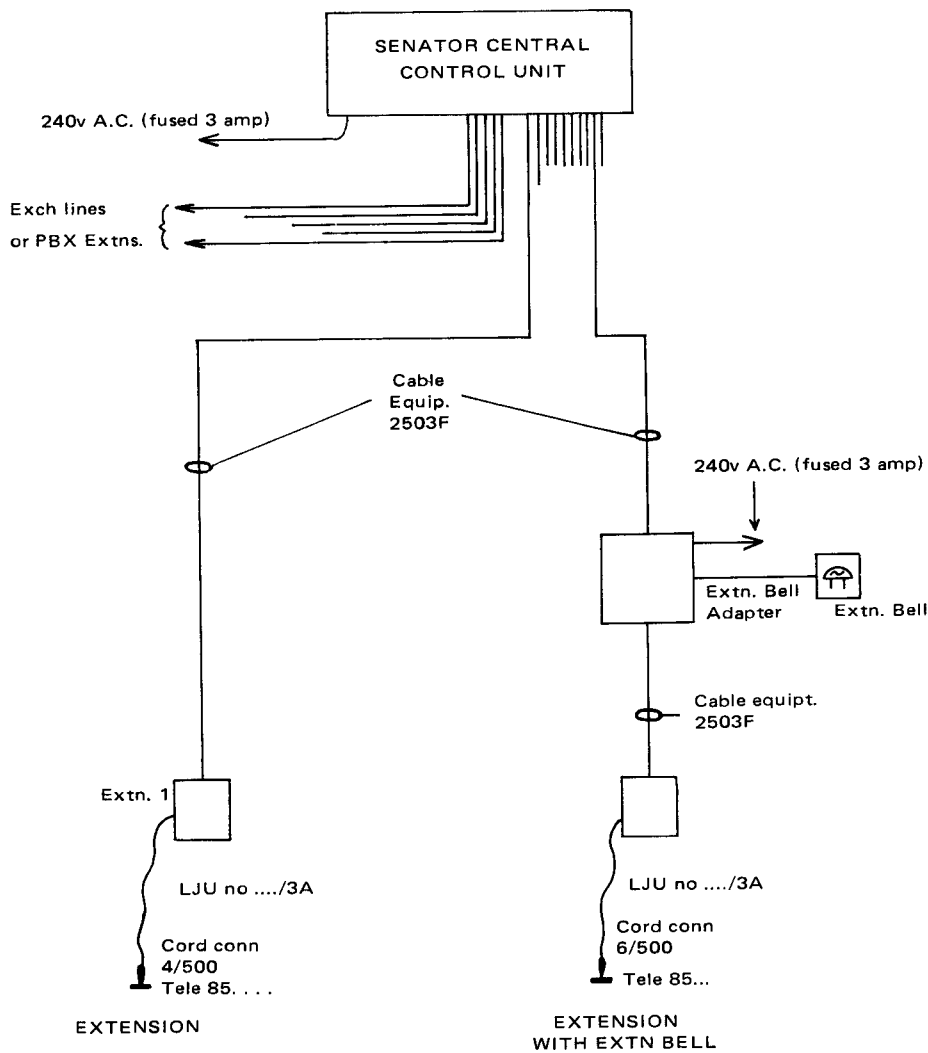 SENATOR CENTRAL
CONTROL UNIT
240v A.C. (fused 3 amp)
Exch lines
or PBX Extns.
Cable
Equip.
2503F
240v A.C. (fused 3 amp)
Extn. Bell
Adapter
Extn. Bell
Cable equipt.
2503F
Extn. 1
LJU no ..../3A
Cord conn
4/500
Tele 85. . . .
EXTENSION
LJU no ..../3A
Cord conn
6/500
Tele 85...
EXTENSION
WITH EXTN BELL